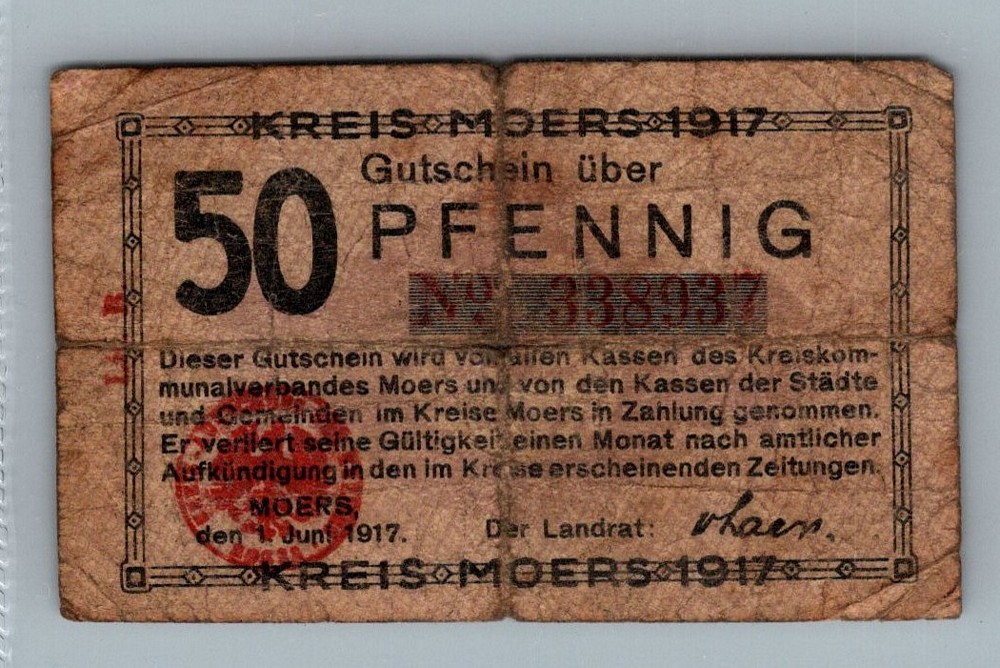 KREIS MOERS 1917
Gutschein über
50 PFENNIG
No. 338937
Dieser Gutschein wird von allen Kassen des Kreiskom-
munalverbandes Moers und von den Kassen der Städte
und Gemeinden im Kreise Moers in Zahlung genommen.
Er verliert seine Gültigkeit einen Monat nach amtlicher
Aufkündigung in den im Kreise erscheinenden Zeitungen.
MOERS,
den 1. Juni 1917. Der Landrat:
KREIS MOERS 1917